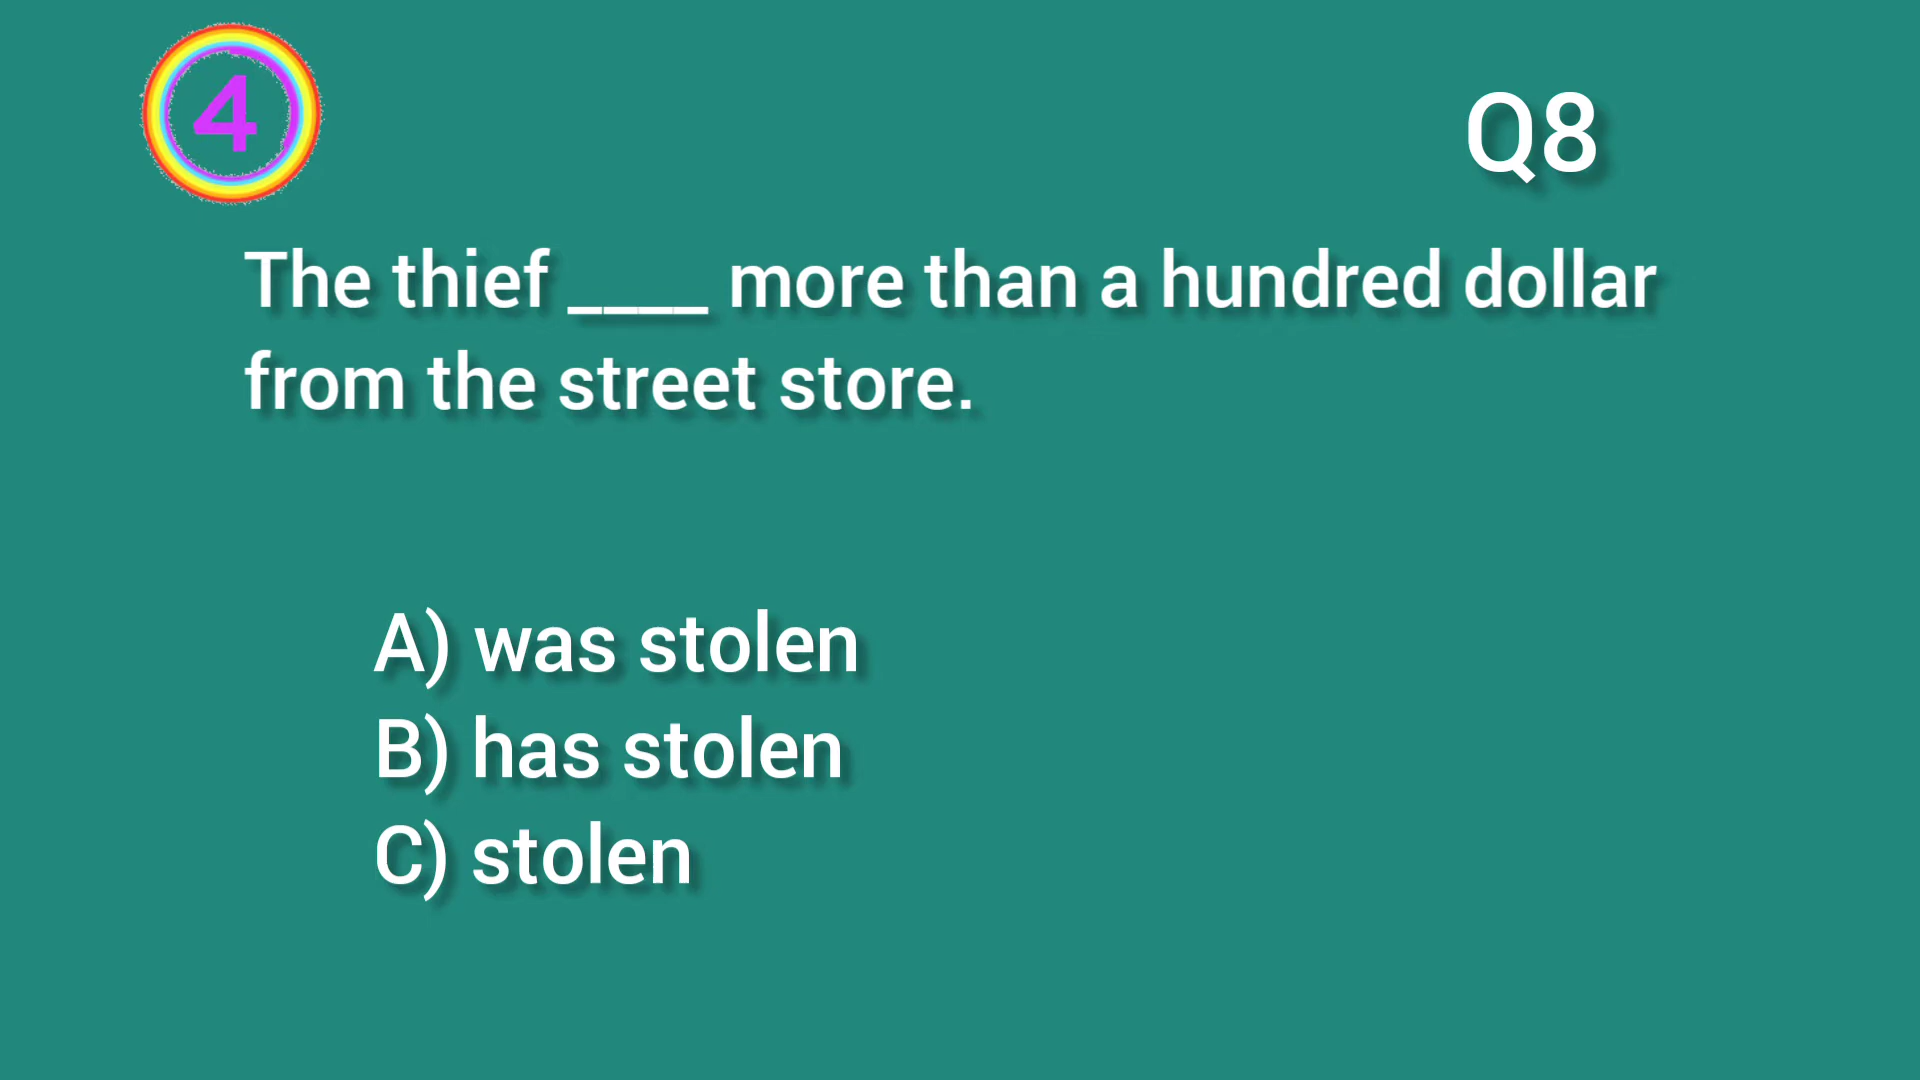 4
Q8
The thief ____ more than a hundred dollar
from the street store.
A) was stolen
B) has stolen
C) stolen